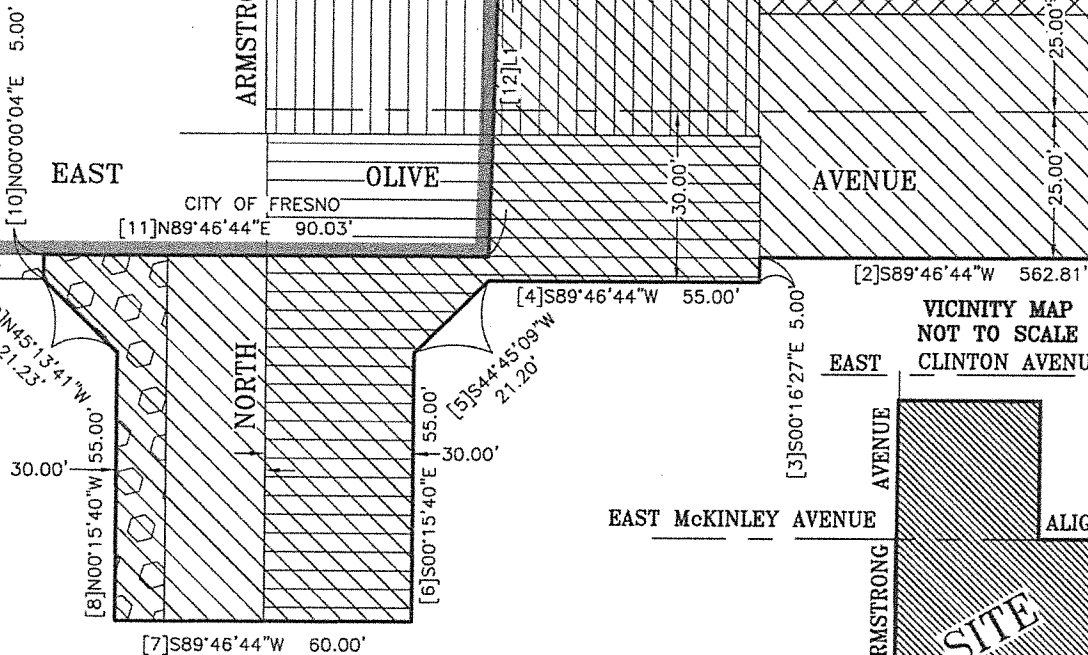 [10]N00°00'04"E 5.00'
ARMSTRO
[12]L1
25.00'
EAST
OLIVE
AVENUE
30.00'
25.00'
CITY OF FRESNO
[11]N89°46'44"E 90.03'
[2]S89°46'44"W 562.81'
[4]S89°46'44"W 55.00'
[3]S00°16'27"E 5.00'
]N45°13'41"W
21.23'
[5]S44°45'09"W
21.20'
NORTH
[8]N00°15'40"W 55.00'
[6]S00°15'40"E 55.00'
30.00'
30.00'
[7]S89°46'44"W 60.00'
VICINITY MAP
NOT TO SCALE
EAST CLINTON AVENU
AVENUE
EAST McKINLEY AVENUE
ALIG
RMSTRONG
SITE